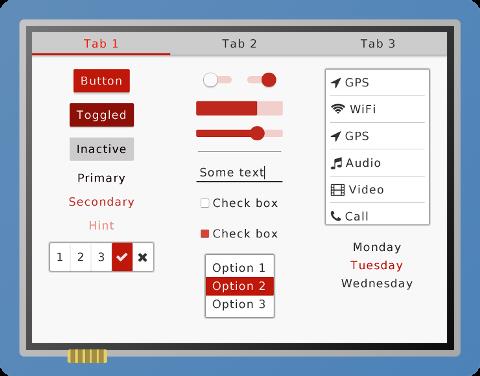 Tab 1
Tab 2
Tab 3
Button
Toggled
Inactive
Primary
Secondary
Hint
1 2 3
Some text
Check box
Check box
Option 1
Option 2
Option 3
GPS
WiFi
GPS
Audio
Video
Call
Monday
Tuesday
Wednesday